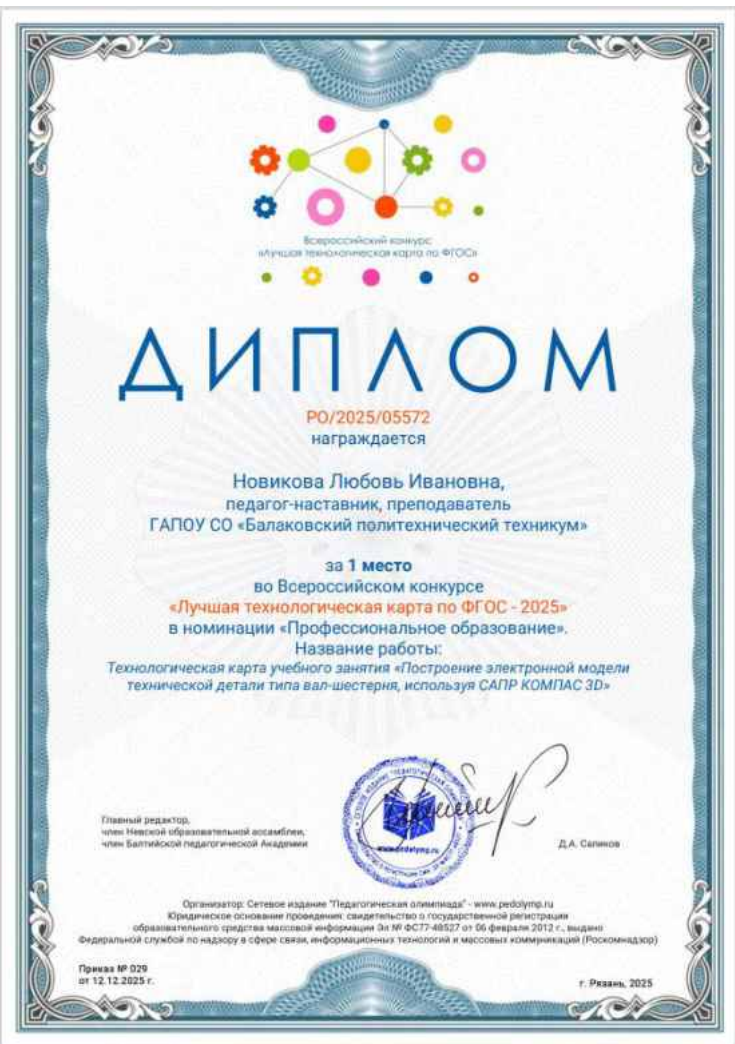 Всероссийский конкурс
«Лучшая технологическая карта по ФГОС»
ДИПЛОМ
PO/2025/05572
награждается
Новикова Любовь Ивановна,
педагог-наставник, преподаватель
ГАПОУ СО «Балаковский политехнический техникум»
за 1 место
во Всероссийском конкурсе
«Лучшая технологическая карта по ФГОС - 2025»
в номинации «Профессиональное образование».
Название работы:
Технологическая карта учебного занятия «Построение электронной модели
технической детали типа вал-шестерня, используя САПР КОМПАС 3D»
Главный редактор,
член Невской образовательной ассамблеи,
член Балтийской педагогической Академии
www.pedolymp.ru
Д.А. Саликов
Организатор: Сетевое издание "Педагогическая олимпиада" - www.pedolymp.ru
Юридическое основание проведения: свидетельство о государственной регистрации
образовательного средства массовой информации Эл № ФС77-48527 от 06 февраля 2012 г., выдано
Федеральной службой по надзору в сфере связи, информационных технологий и массовых коммуникаций (Роскомнадзор)
Приказ № 029
от 12.12.2025 г.
г. Рязань, 2025